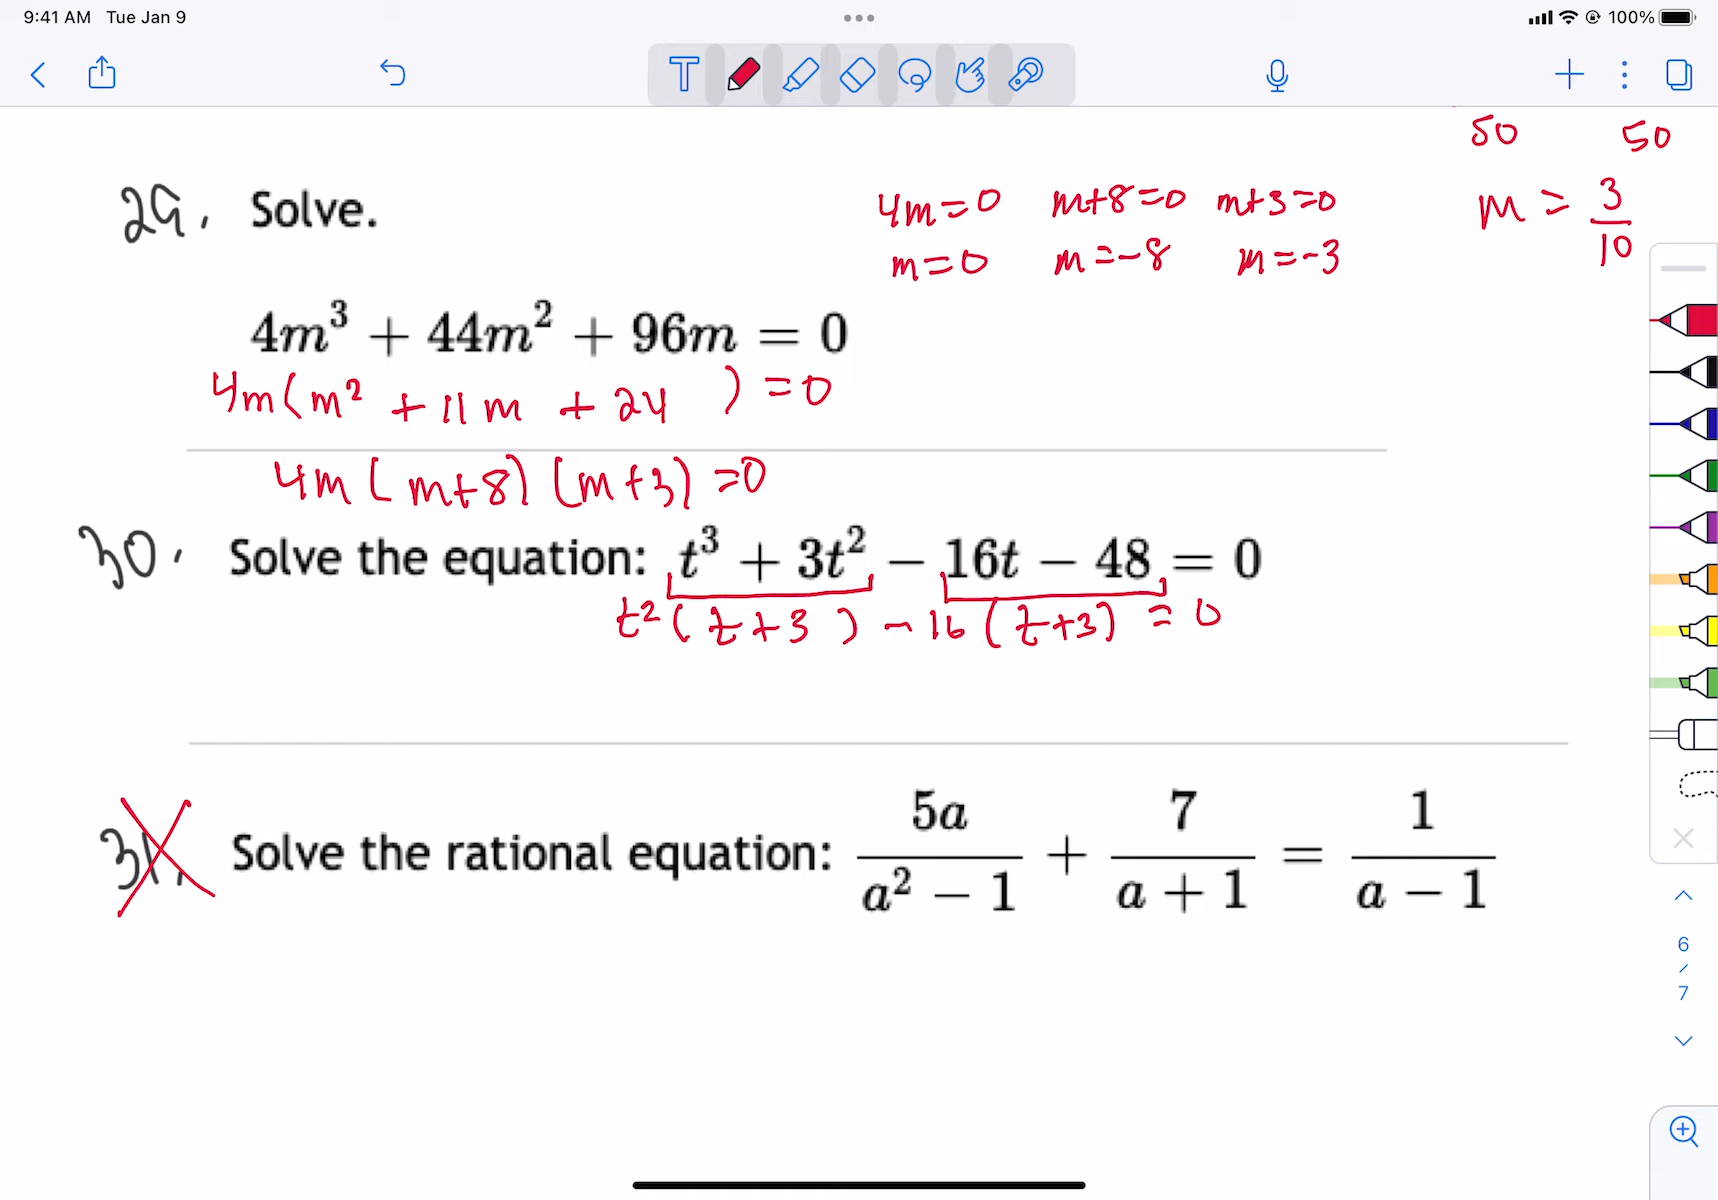 9:41 AM Tue Jan 9
100%
50 50
29. Solve.
4m=0 m+8=0 m+3=0
m = 3/10
m=0 m=-8 m=-3
4m³ + 44m² + 96m = 0
4m(m² + 11m + 24 ) = 0
4m(m+8)(m+3)=0
30. Solve the equation: t³ + 3t² − 16t − 48 = 0
t²(t+3) - 16(t+3) = 0
31. Solve the rational equation: 5a/(a² − 1) + 7/(a + 1) = 1/(a − 1)
6
/
7